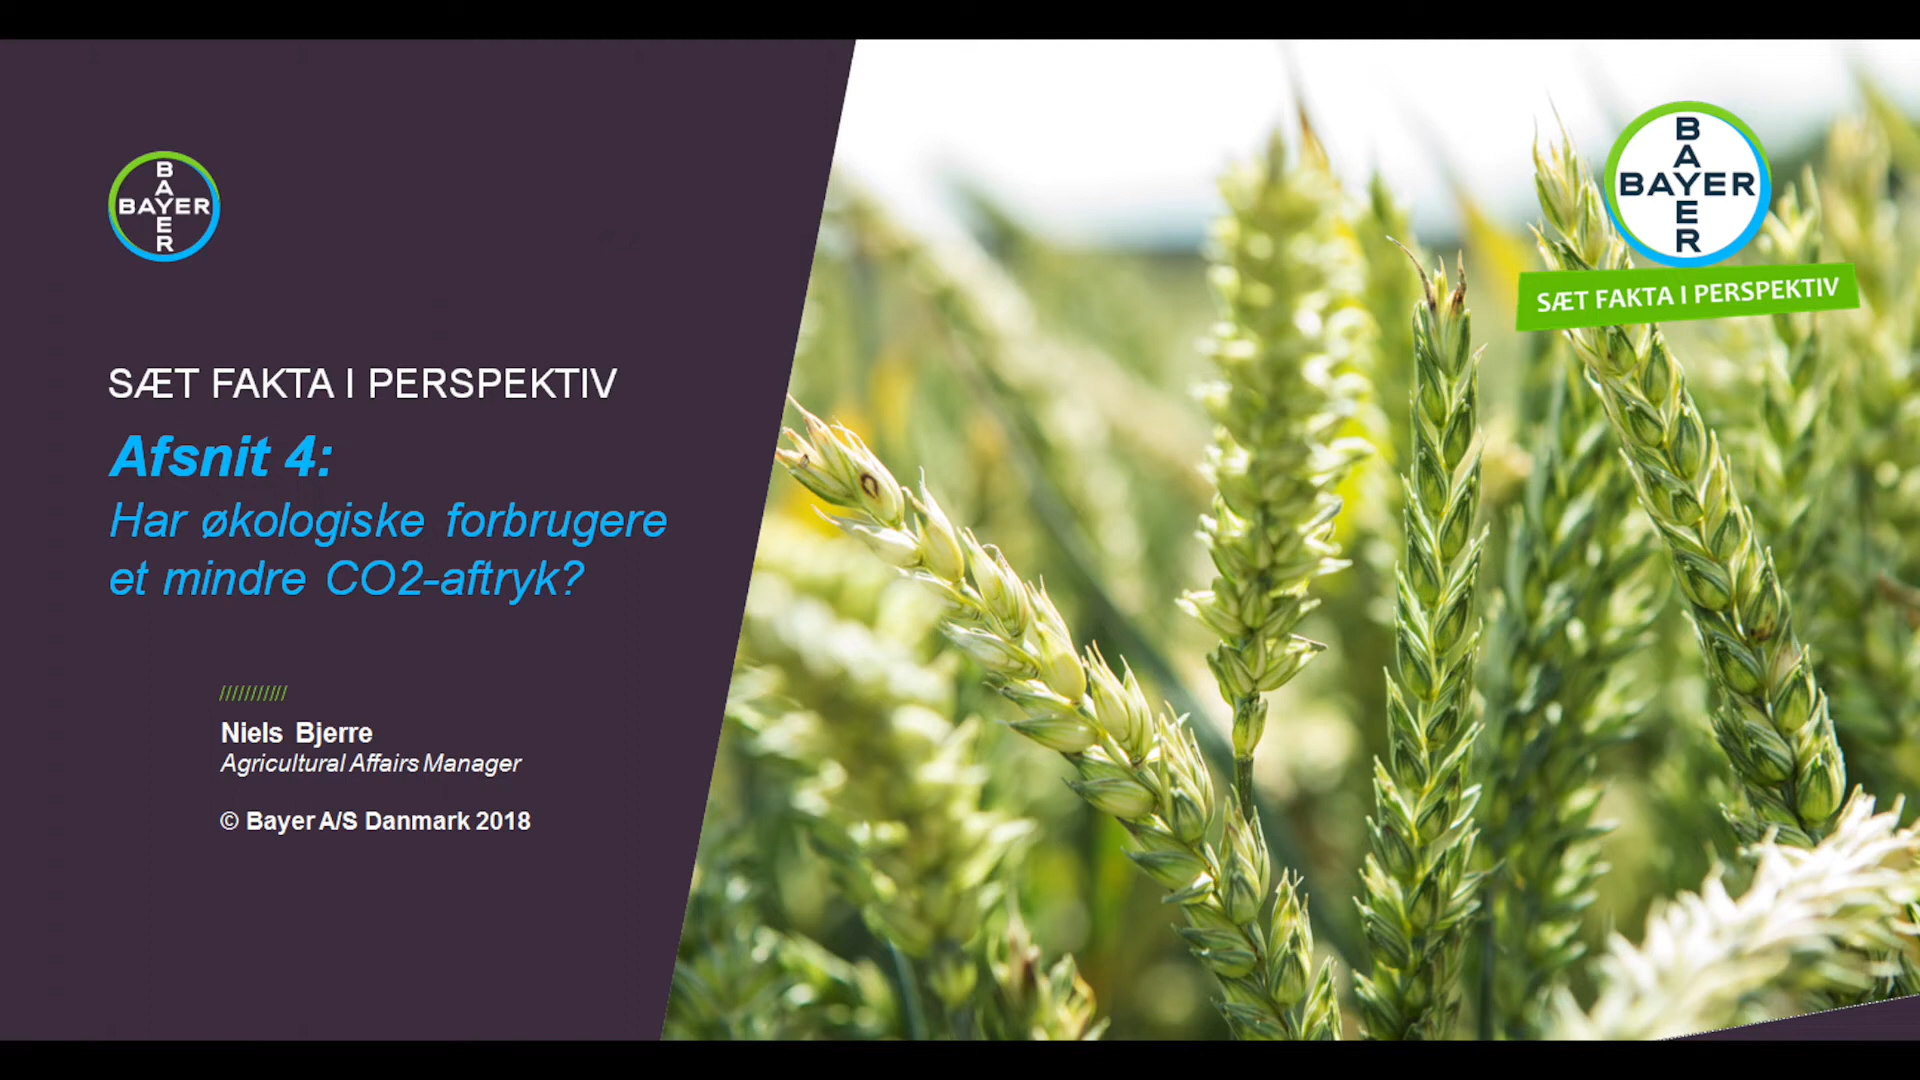 BAYER
BAYER
SÆT FAKTA I PERSPEKTIV
Afsnit 4:
Har økologiske forbrugere
et mindre CO2-aftryk?
///////////
Niels Bjerre
Agricultural Affairs Manager
© Bayer A/S Danmark 2018
BAYER
BAYER
SÆT FAKTA I PERSPEKTIV